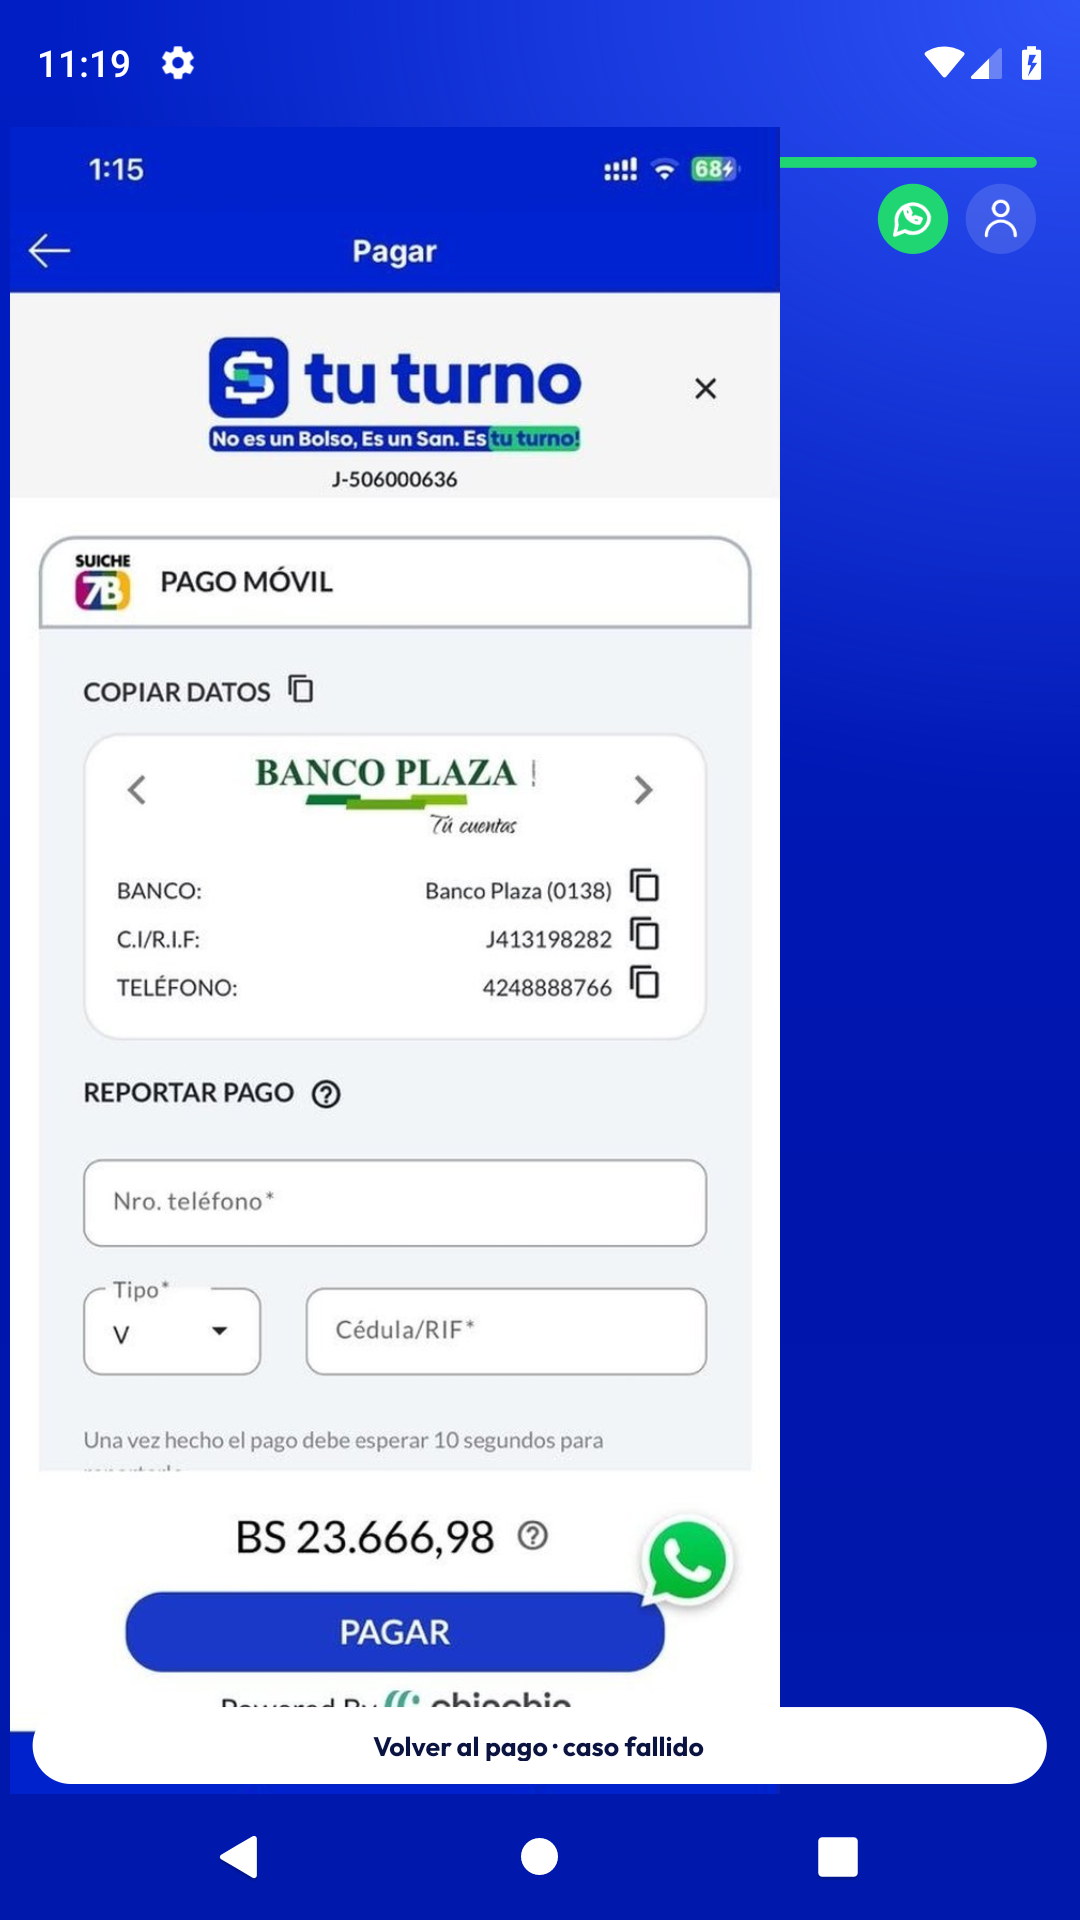 11:19
1:15
68
Pagar
S tu turno
No es un Bolso, Es un San. Es tu turno!
J-506000636
SUICHE
7B
PAGO MÓVIL
COPIAR DATOS
BANCO PLAZA
Tú cuentas
BANCO: Banco Plaza (0138)
C.I/R.I.F: J413198282
TELÉFONO: 4248888766
REPORTAR PAGO
Nro. teléfono*
Tipo*
V
Cédula/RIF*
Una vez hecho el pago debe esperar 10 segundos para
BS 23.666,98
PAGAR
Powered By
Volver al pago · caso fallido